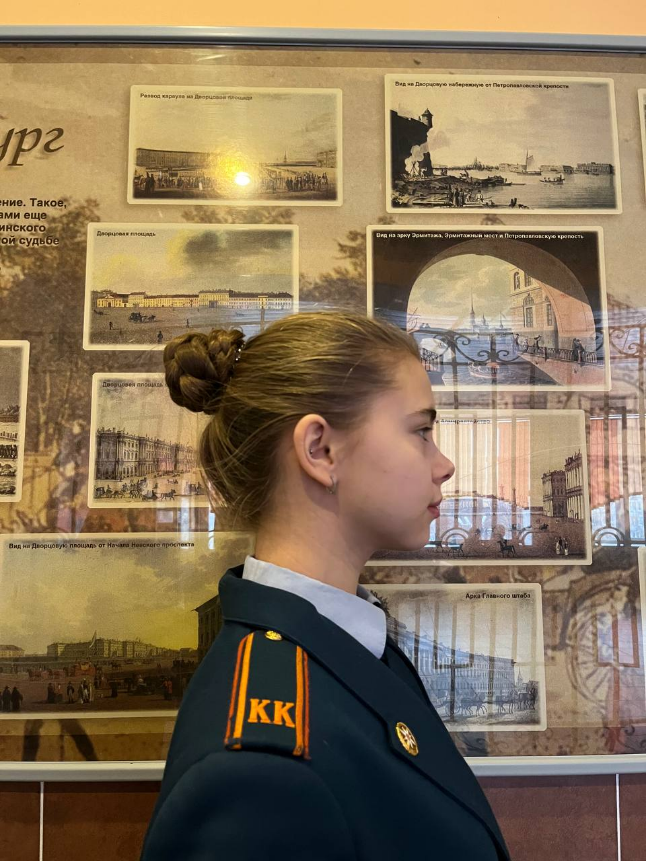 ург
Развод караула на Дворцовой площади
Вид на Дворцовую набережную от Петропавловской крепости
ение. Такое,
ами еще
инского
ой судьбе
Дворцовая площадь
Вид на арку Эрмитажа, Эрмитажный мост и Петропавловскую крепость
Дворцовая площадь
Вид на Дворцовую площадь от Начала Невского проспекта
Арка Главного штаба
КК